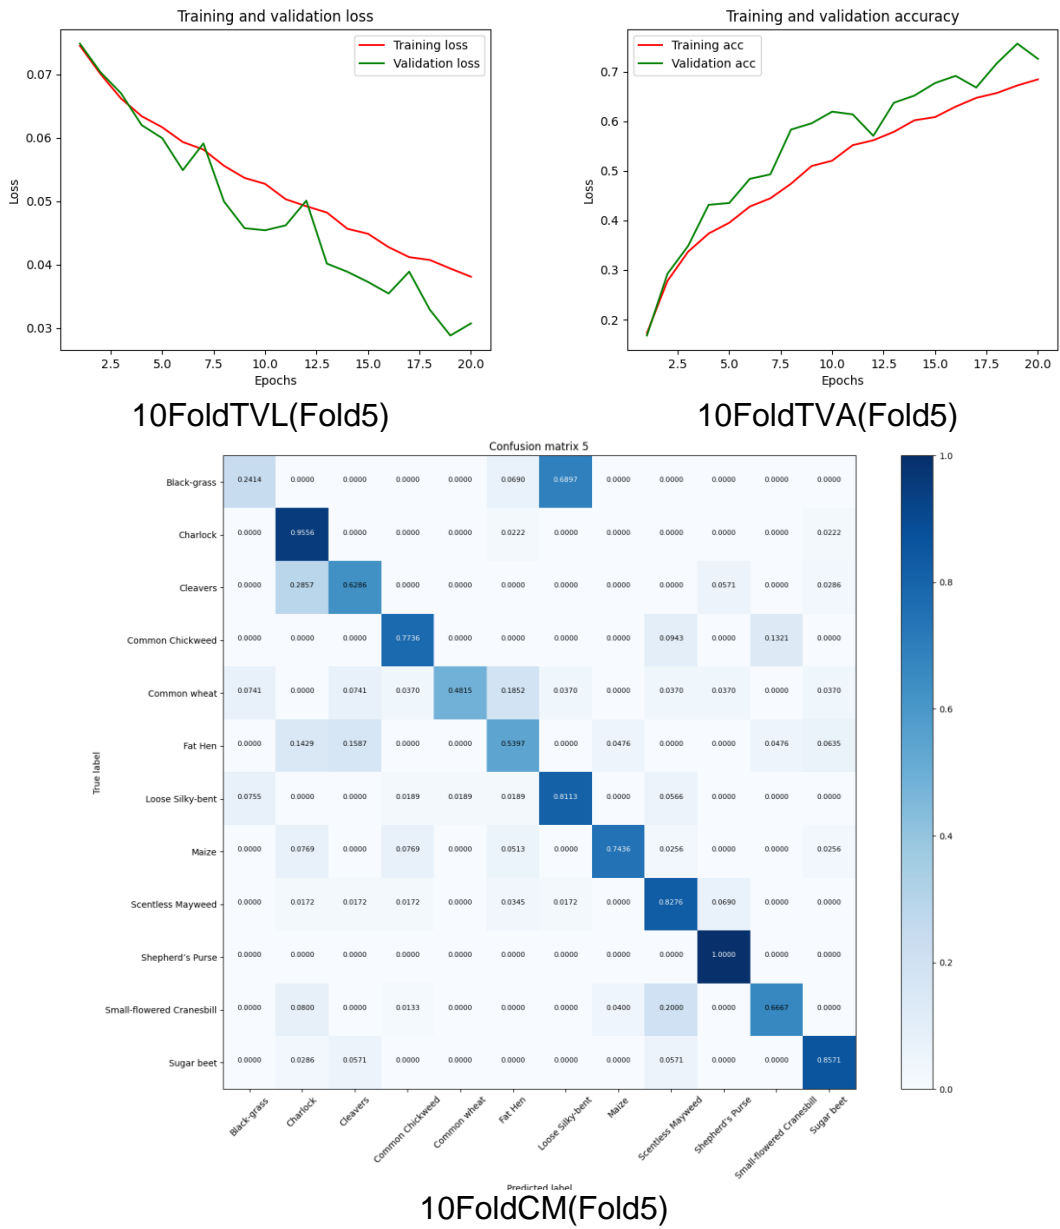 Training and validation loss
Training loss
Validation loss
0.07
0.06
0.05
0.04
0.03
Loss
2.5 5.0 7.5 10.0 12.5 15.0 17.5 20.0
Epochs
10FoldTVL(Fold5)
Training and validation accuracy
Training acc
Validation acc
0.7
0.6
0.5
0.4
0.3
0.2
Loss
2.5 5.0 7.5 10.0 12.5 15.0 17.5 20.0
Epochs
10FoldTVA(Fold5)
Confusion matrix 5
Black-grass 0.2414 0.0000 0.0000 0.0000 0.0000 0.0690 0.6897 0.0000 0.0000 0.0000 0.0000 0.0000
Charlock 0.0000 0.9556 0.0000 0.0000 0.0000 0.0222 0.0000 0.0000 0.0000 0.0000 0.0000 0.0222
Cleavers 0.0000 0.2857 0.6286 0.0000 0.0000 0.0000 0.0000 0.0000 0.0000 0.0571 0.0000 0.0286
Common Chickweed 0.0000 0.0000 0.0000 0.7736 0.0000 0.0000 0.0000 0.0000 0.0943 0.0000 0.1321 0.0000
Common wheat 0.0741 0.0000 0.0741 0.0370 0.4815 0.1852 0.0370 0.0000 0.0370 0.0370 0.0000 0.0370
Fat Hen 0.0000 0.1429 0.1587 0.0000 0.0000 0.5397 0.0000 0.0476 0.0000 0.0000 0.0476 0.0635
Loose Silky-bent 0.0755 0.0000 0.0000 0.0189 0.0189 0.0189 0.8113 0.0000 0.0566 0.0000 0.0000 0.0000
Maize 0.0000 0.0769 0.0000 0.0769 0.0000 0.0513 0.0000 0.7436 0.0256 0.0000 0.0000 0.0256
Scentless Mayweed 0.0000 0.0172 0.0172 0.0172 0.0000 0.0345 0.0172 0.0000 0.8276 0.0690 0.0000 0.0000
Shepherd's Purse 0.0000 0.0000 0.0000 0.0000 0.0000 0.0000 0.0000 0.0000 0.0000 1.0000 0.0000 0.0000
Small-flowered Cranesbill 0.0000 0.0800 0.0000 0.0133 0.0000 0.0000 0.0000 0.0400 0.2000 0.0000 0.6667 0.0000
Sugar beet 0.0000 0.0286 0.0571 0.0000 0.0000 0.0000 0.0000 0.0000 0.0571 0.0000 0.0000 0.8571
True label
Black-grass
Charlock
Cleavers
Common Chickweed
Common wheat
Fat Hen
Loose Silky-bent
Maize
Scentless Mayweed
Shepherd's Purse
Small-flowered Cranesbill
Sugar beet
Predicted label
1.0
0.8
0.6
0.4
0.2
0.0
10FoldCM(Fold5)